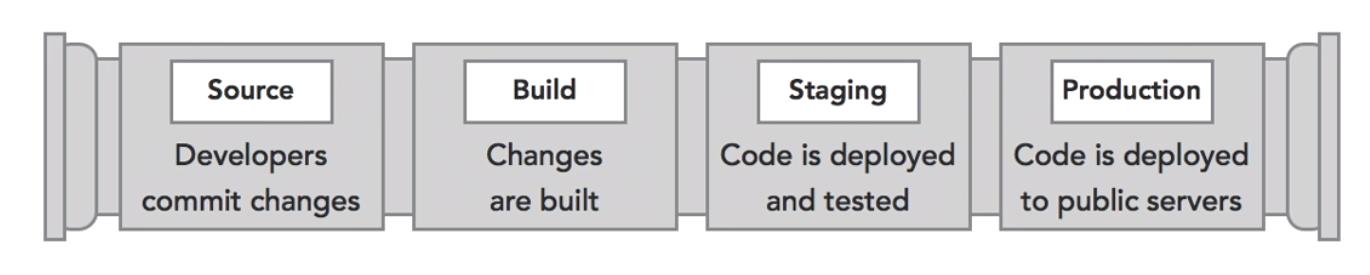 Source
Developers
commit changes
Build
Changes
are built
Staging
Code is deployed
and tested
Production
Code is deployed
to public servers